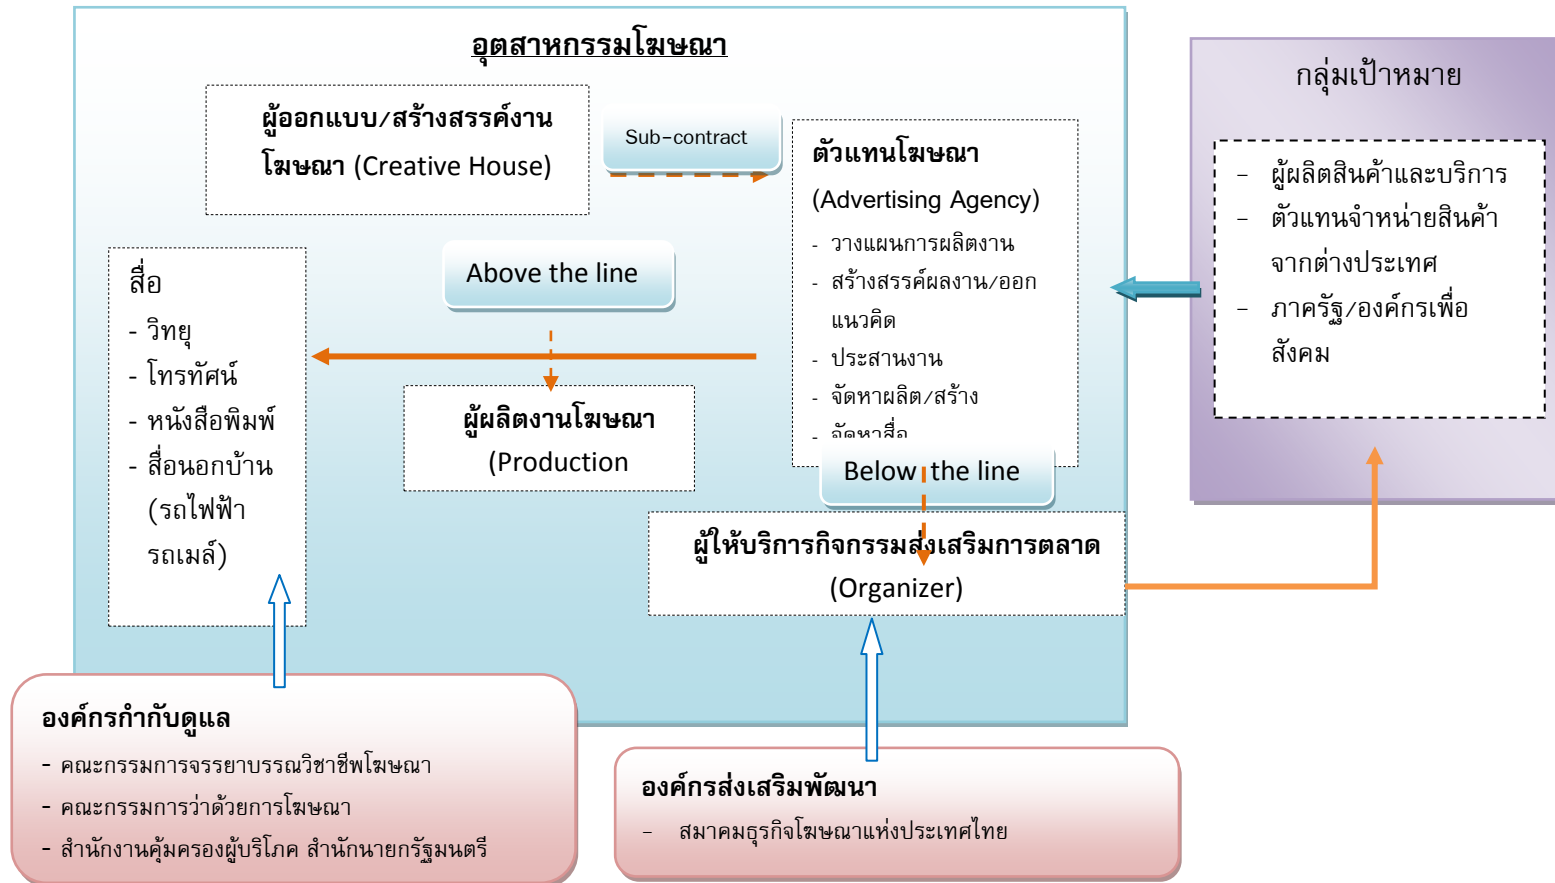 อุตสาหกรรมโฆษณา
ผู้ออกแบบ/สร้างสรรค์งาน
โฆษณา (Creative House)
Sub-contract
ตัวแทนโฆษณา
(Advertising Agency)
- วางแผนการผลิตงาน
- สร้างสรรค์ผลงาน/ออก
แนวคิด
- ประสานงาน
- จัดหาผลิต/สร้าง
- จัดหาสื่อ
Above the line
สื่อ
- วิทยุ
- โทรทัศน์
- หนังสือพิมพ์
- สื่อนอกบ้าน
(รถไฟฟ้า
รถเมล์)
ผู้ผลิตงานโฆษณา
(Production
Below the line
ผู้ให้บริการกิจกรรมส่งเสริมการตลาด
(Organizer)
กลุ่มเป้าหมาย
- ผู้ผลิตสินค้าและบริการ
- ตัวแทนจำหน่ายสินค้า
จากต่างประเทศ
- ภาครัฐ/องค์กรเพื่อ
สังคม
องค์กรกำกับดูแล
- คณะกรรมการจรรยาบรรณวิชาชีพโฆษณา
- คณะกรรมการว่าด้วยการโฆษณา
- สำนักงานคุ้มครองผู้บริโภค สำนักนายกรัฐมนตรี
องค์กรส่งเสริมพัฒนา
- สมาคมธุรกิจโฆษณาแห่งประเทศไทย